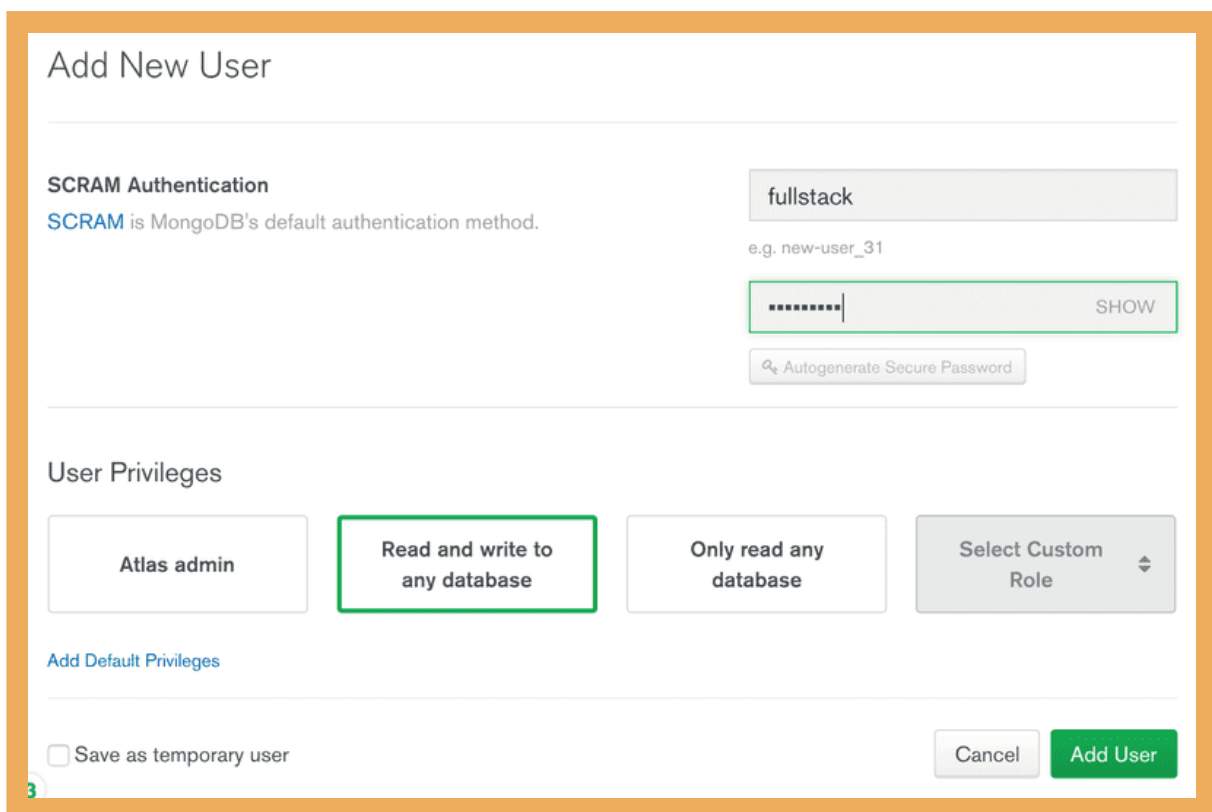 Add New User
SCRAM Authentication
SCRAM is MongoDB's default authentication method.
fullstack
e.g. new-user_31
▪▪▪▪▪▪▪▪▪
SHOW
Autogenerate Secure Password
User Privileges
Atlas admin
Read and write to
any database
Only read any
database
Select Custom
Role
Add Default Privileges
Save as temporary user
Cancel
Add User
3